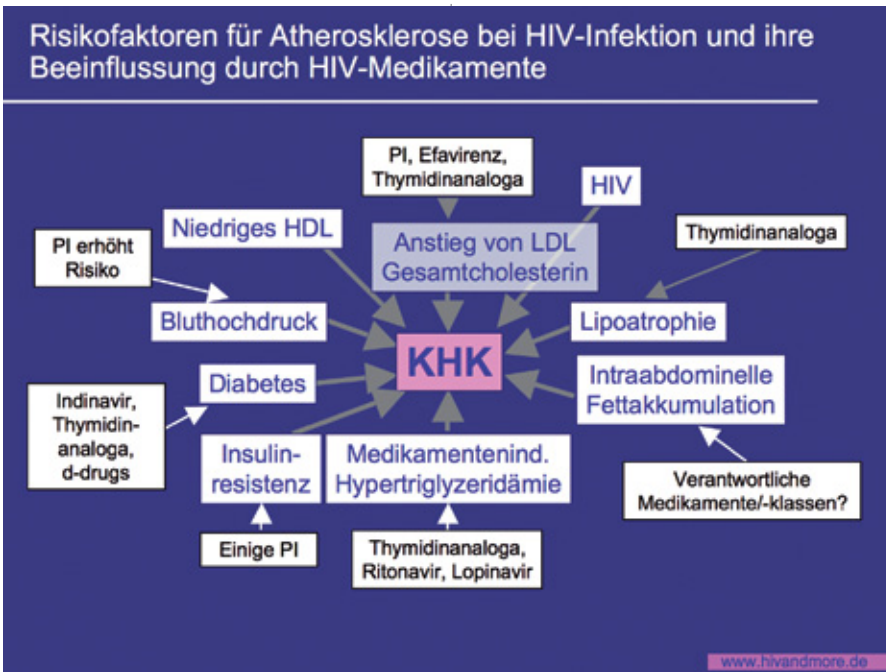 Risikofaktoren für Atherosklerose bei HIV-Infektion und ihre
Beeinflussung durch HIV-Medikamente
PI, Efavirenz,
Thymidinanaloga
HIV
Niedriges HDL
Anstieg von LDL
Gesamtcholesterin
Thymidinanaloga
PI erhöht
Risiko
Bluthochdruck
Lipoatrophie
KHK
Diabetes
Intraabdominelle
Fettakkumulation
Indinavir,
Thymidin-
analoga,
d-drugs
Insulin-
resistenz
Medikamentenind.
Hypertriglyzeridämie
Verantwortliche
Medikamente/-klassen?
Einige PI
Thymidinanaloga,
Ritonavir, Lopinavir
www.hivandmore.de